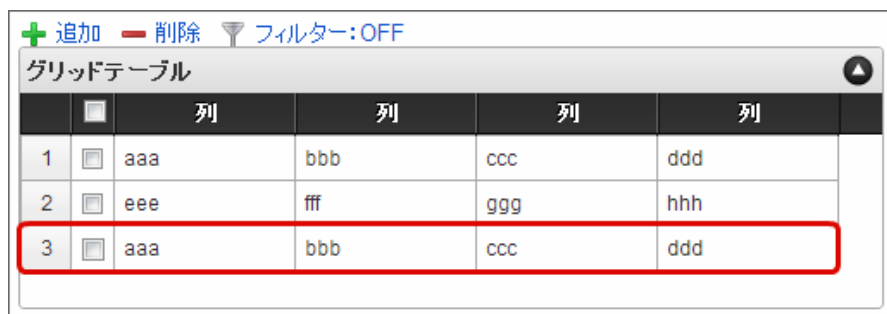 追加 削除 フィルター:OFF
グリッドテーブル
列 列 列 列
1 aaa bbb ccc ddd
2 eee fff ggg hhh
3 aaa bbb ccc ddd